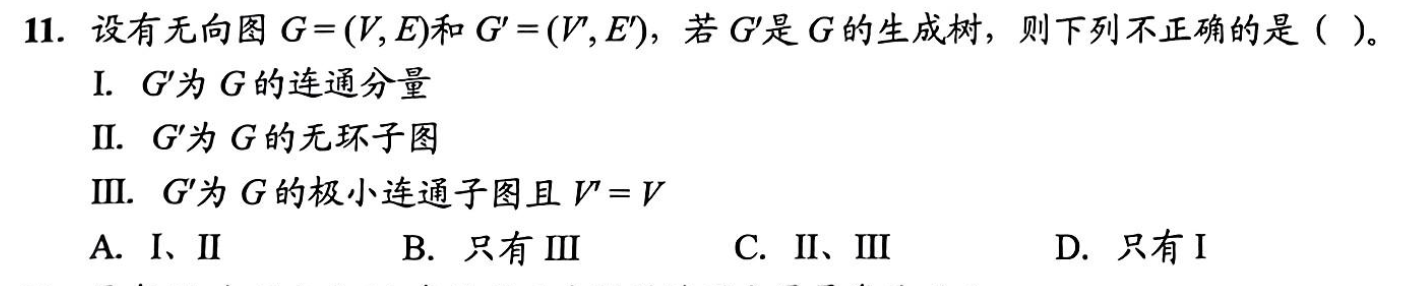 11. 设有无向图 G = (V, E)和 G' = (V', E')，若 G'是 G 的生成树，则下列不正确的是（ ）。
I. G'为 G 的连通分量
II. G'为 G 的无环子图
III. G'为 G 的极小连通子图且 V' = V
A. I、II B. 只有 III C. II、III D. 只有 I